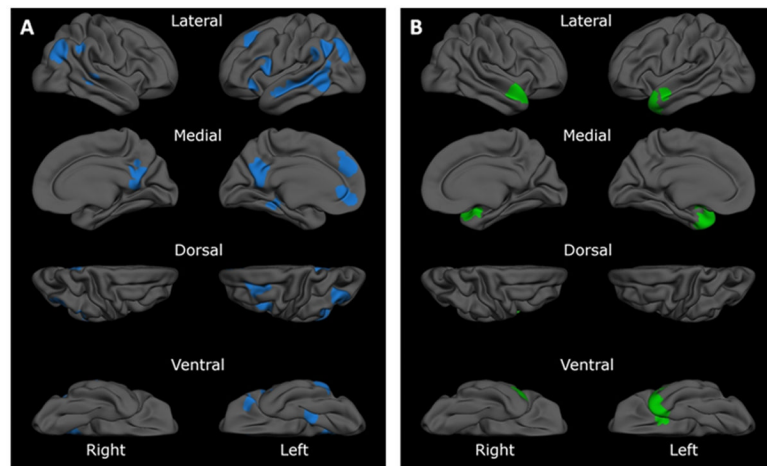 A
Lateral
Medial
Dorsal
Ventral
Right Left
B
Lateral
Medial
Dorsal
Ventral
Right Left